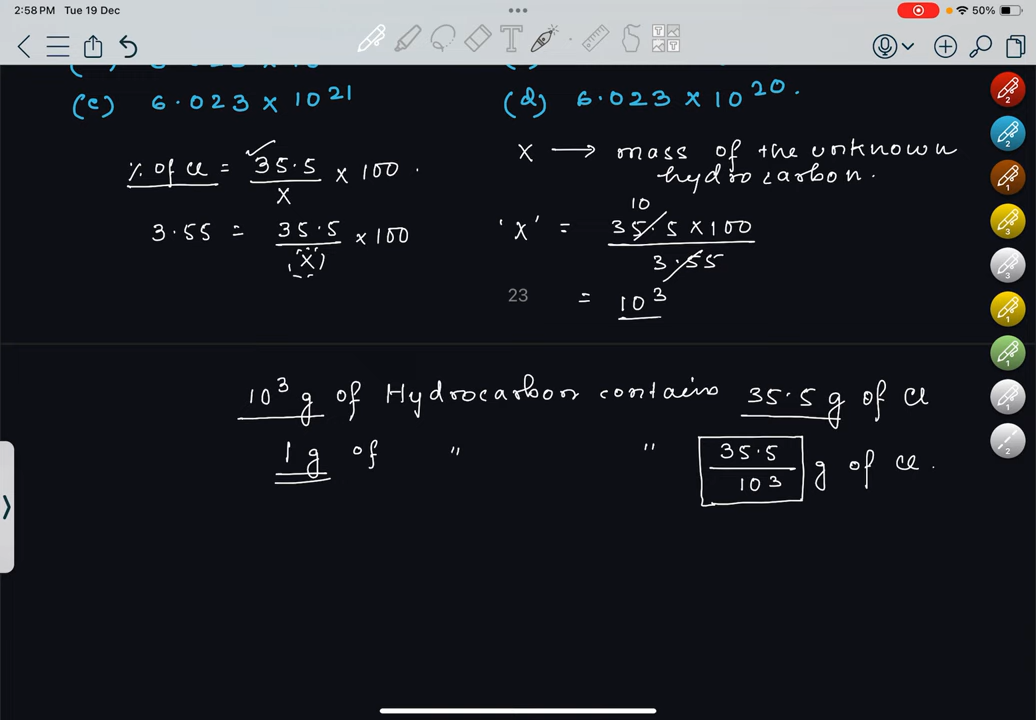 2:58 PM Tue 19 Dec
50%
(c) 6.023 x 10^21
(d) 6.023 x 10^20.
% of Cl = 35.5 / X x 100.
X → mass of the unknown hydrocarbon.
3.55 = 35.5 / (X) x 100
'X' = 35.5 x 100 / 3.55
10
23
= 10^3
10^3 g of Hydrocarbon contains 35.5 g of Cl
1 g of " " 35.5 / 10^3 g of Cl.